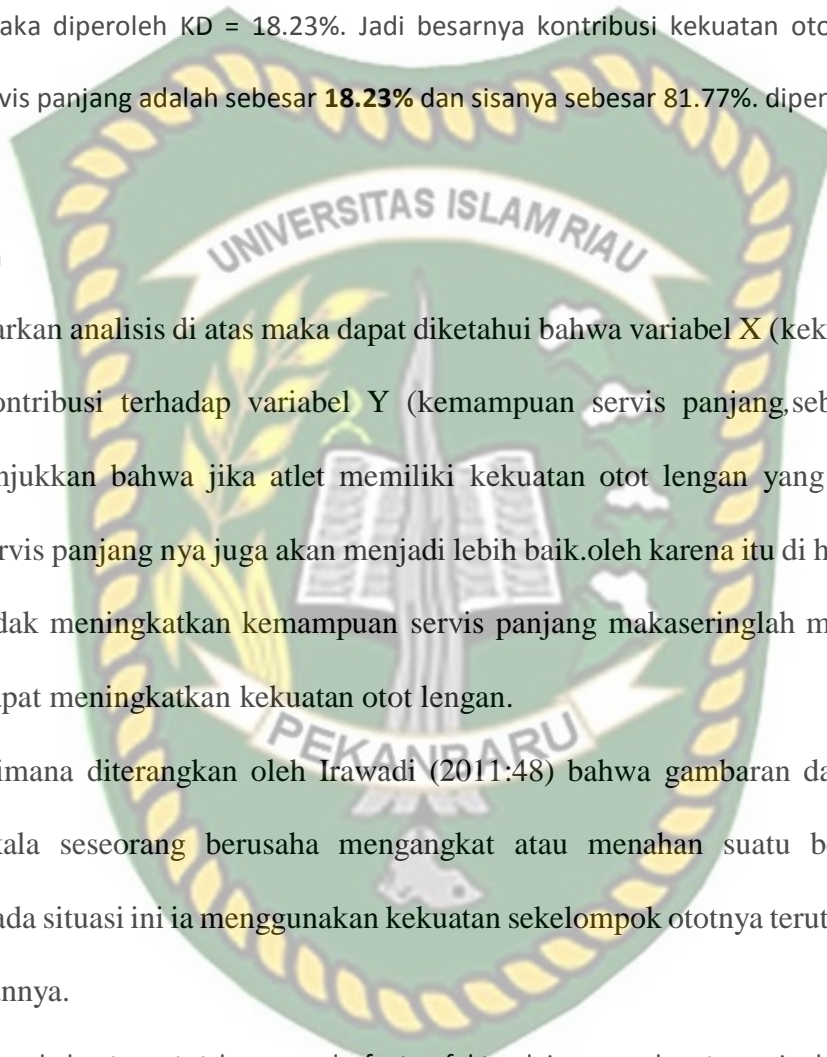 aka diperoleh KD = 18.23%. Jadi besarnya kontribusi kekuatan oto
vis panjang adalah sebesar 18.23% dan sisanya sebesar 81.77%. diper
UNIVERSITAS ISLAM RIAU
arkan analisis di atas maka dapat diketahui bahwa variabel X (kek
ontribusi terhadap variabel Y (kemampuan servis panjang,seb
njukkan bahwa jika atlet memiliki kekuatan otot lengan yang
rvis panjang nya juga akan menjadi lebih baik.oleh karena itu di h
dak meningkatkan kemampuan servis panjang makaseringlah m
pat meningkatkan kekuatan otot lengan.
PEKANBARU
imana diterangkan oleh Irawadi (2011:48) bahwa gambaran da
kala seseorang berusaha mengangkat atau menahan suatu b
ada situasi ini ia menggunakan kekuatan sekelompok ototnya terut
annya.